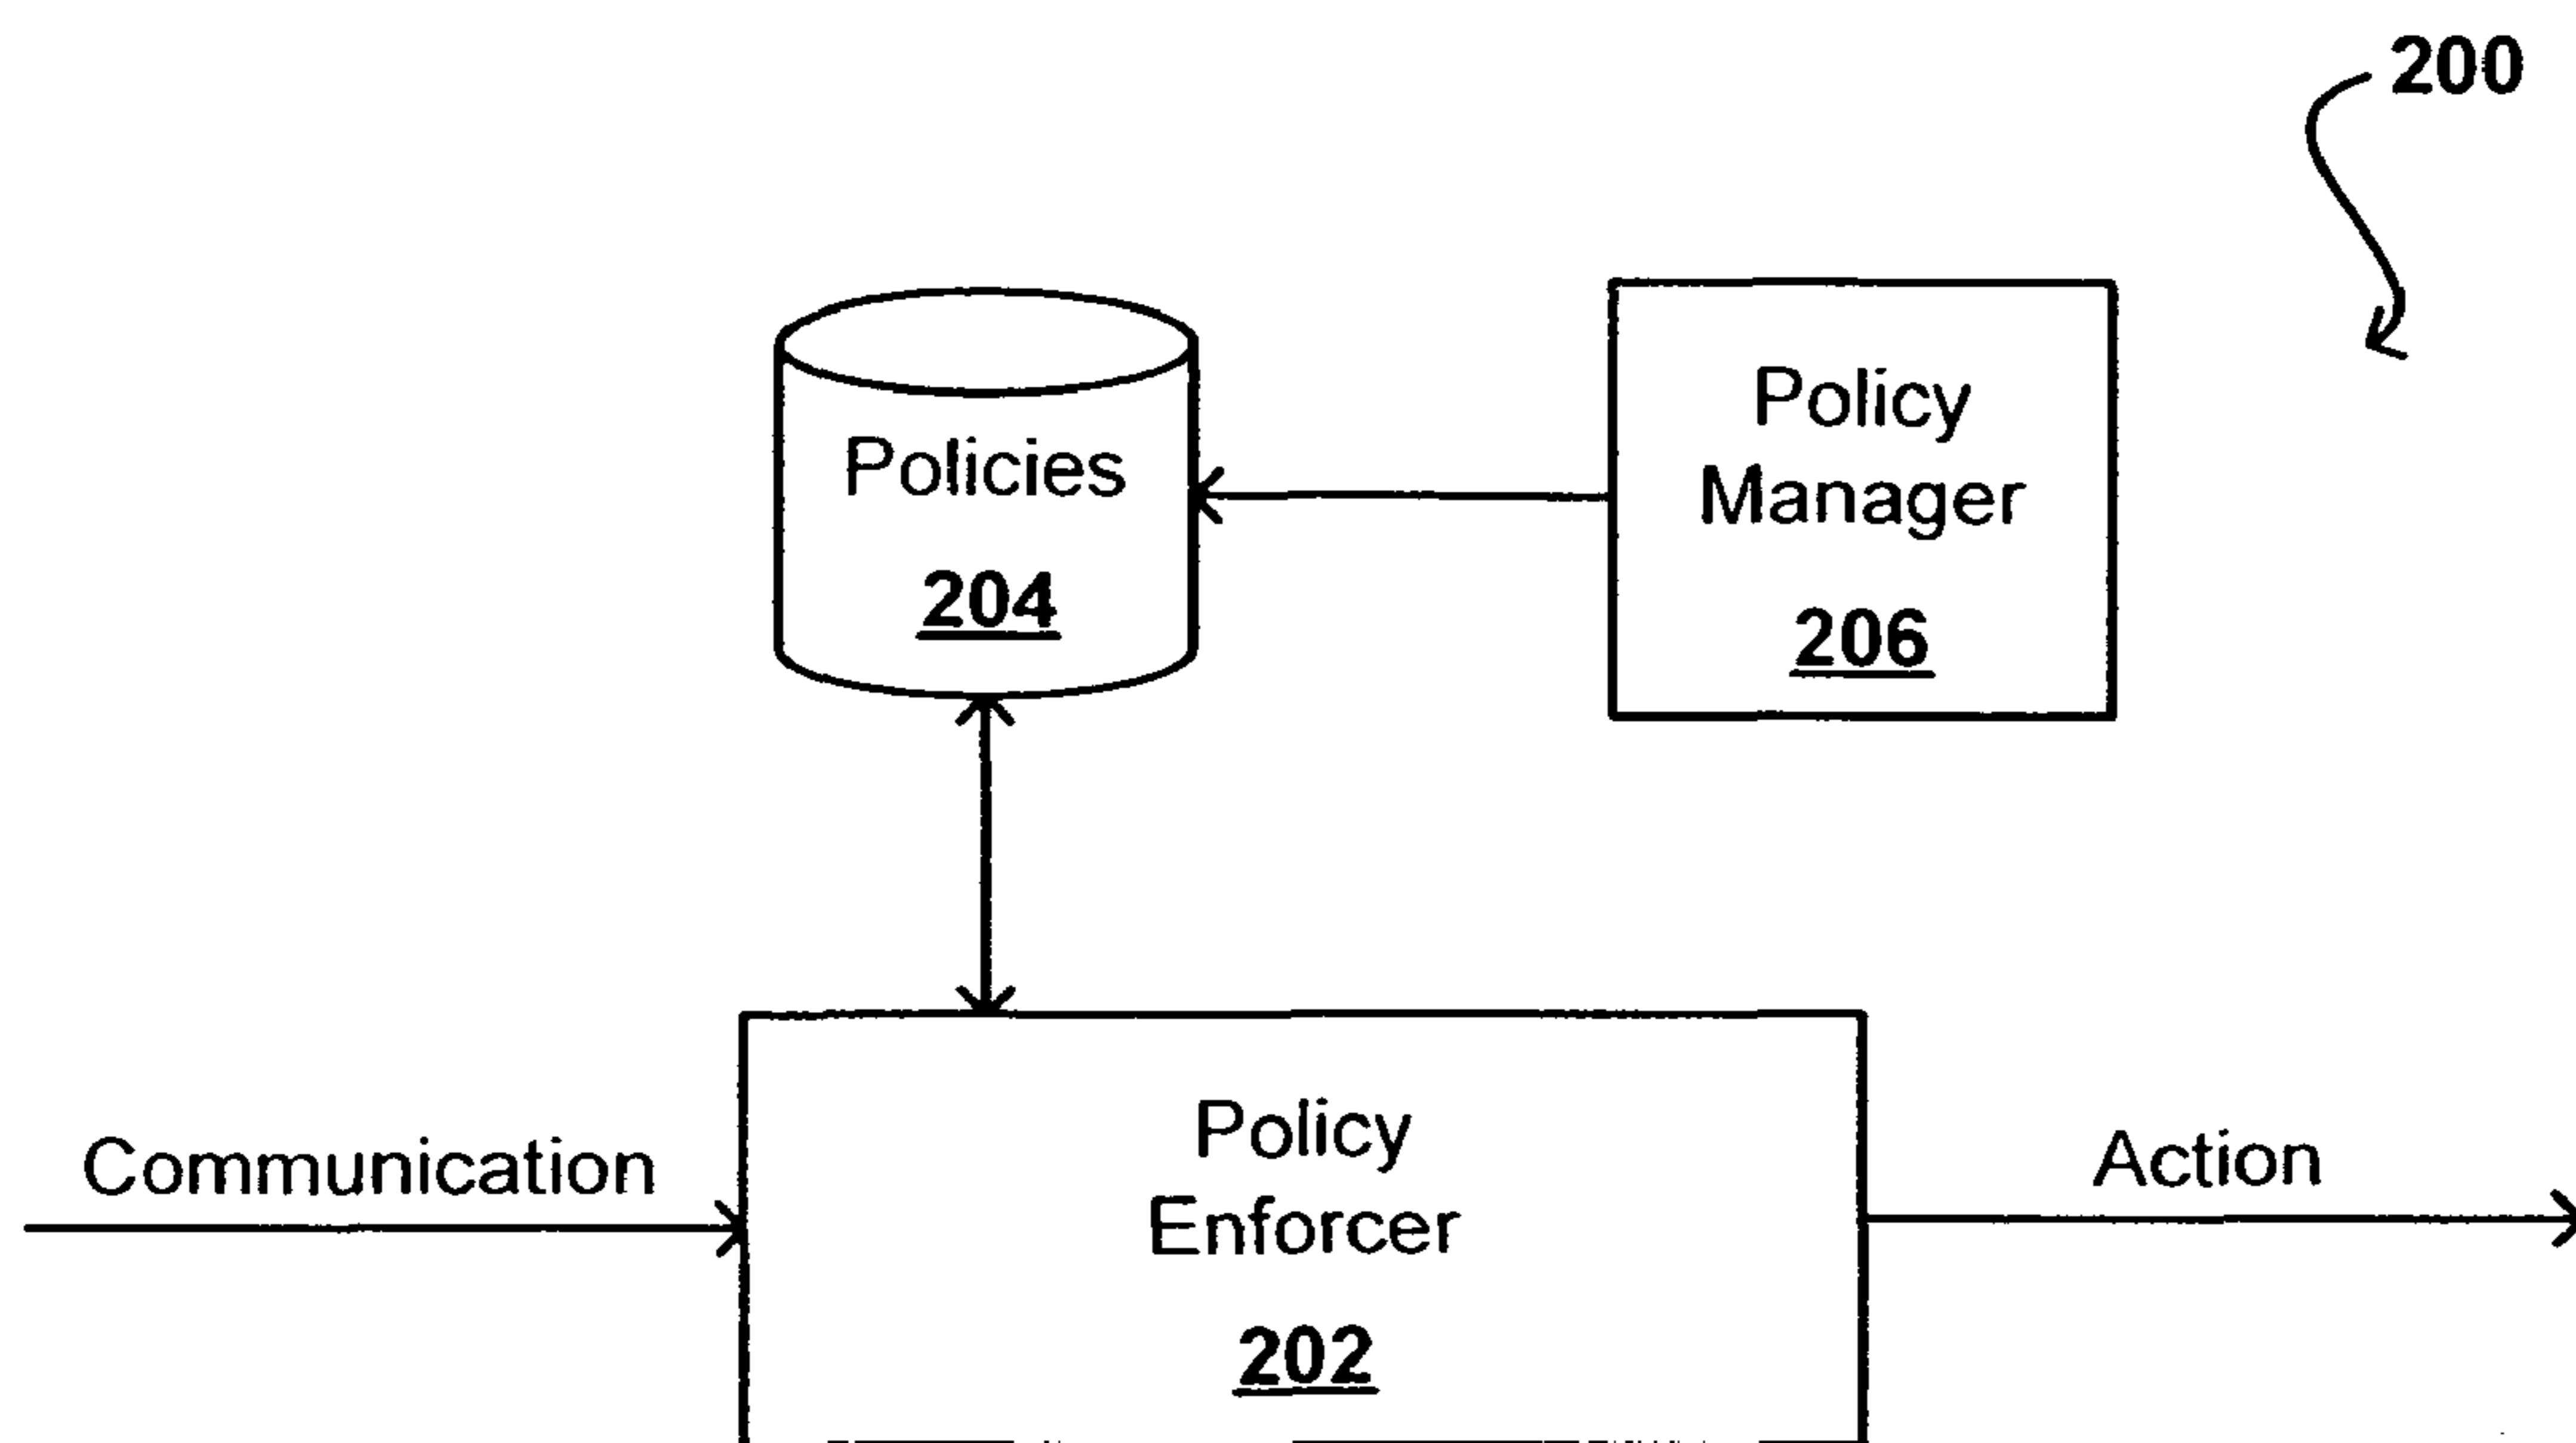 200
Policies
204
Policy
Manager
206
Communication
Policy
Enforcer
202
Action